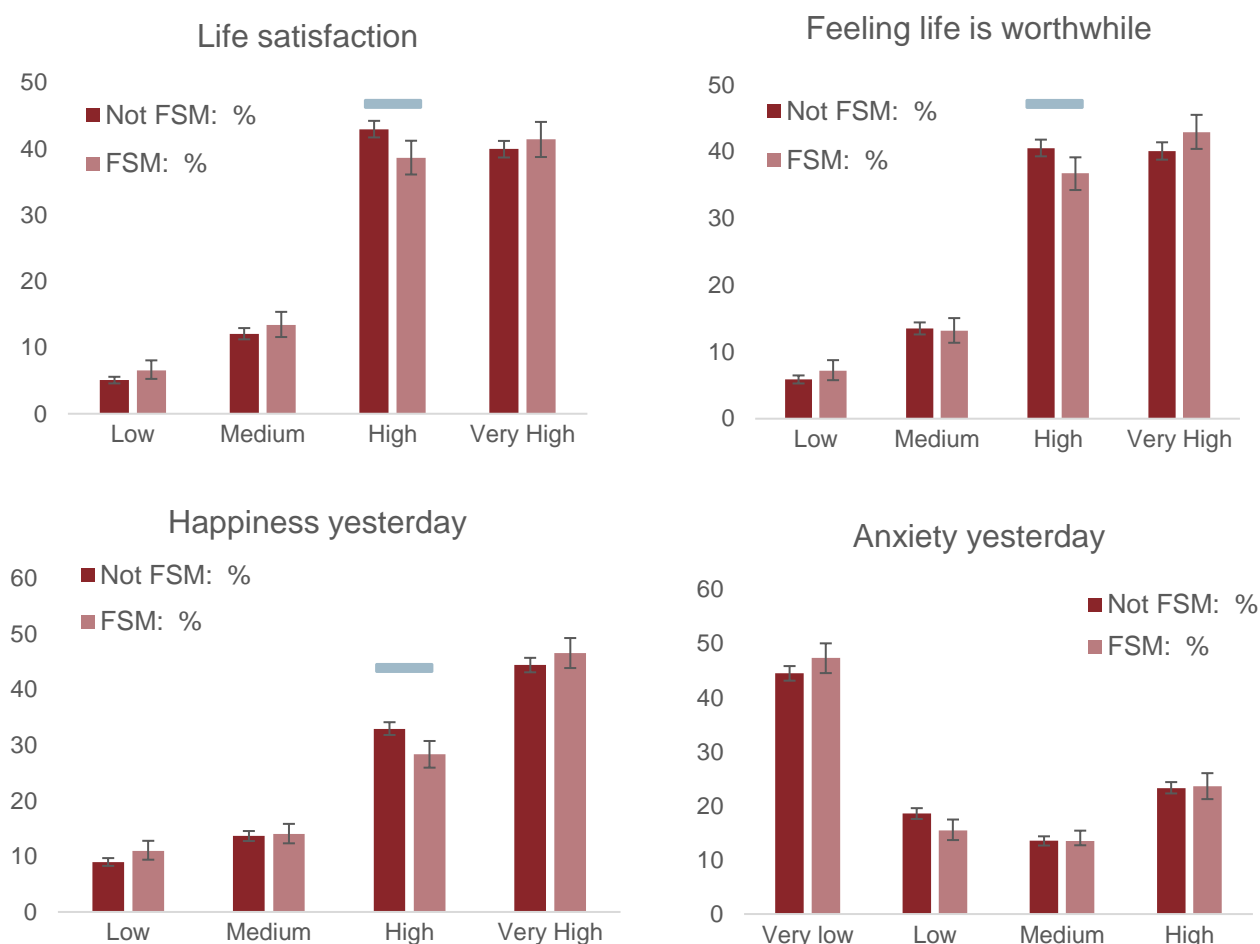 Life satisfaction
50
40
30
20
10
0
Not FSM: %
FSM: %
Low Medium High Very High
Feeling life is worthwhile
50
40
30
20
10
0
Not FSM: %
FSM: %
Low Medium High Very High
Happiness yesterday
60
50
40
30
20
10
0
Not FSM: %
FSM: %
Low Medium High Very High
Anxiety yesterday
60
50
40
30
20
10
0
Not FSM: %
FSM: %
Very low Low Medium High